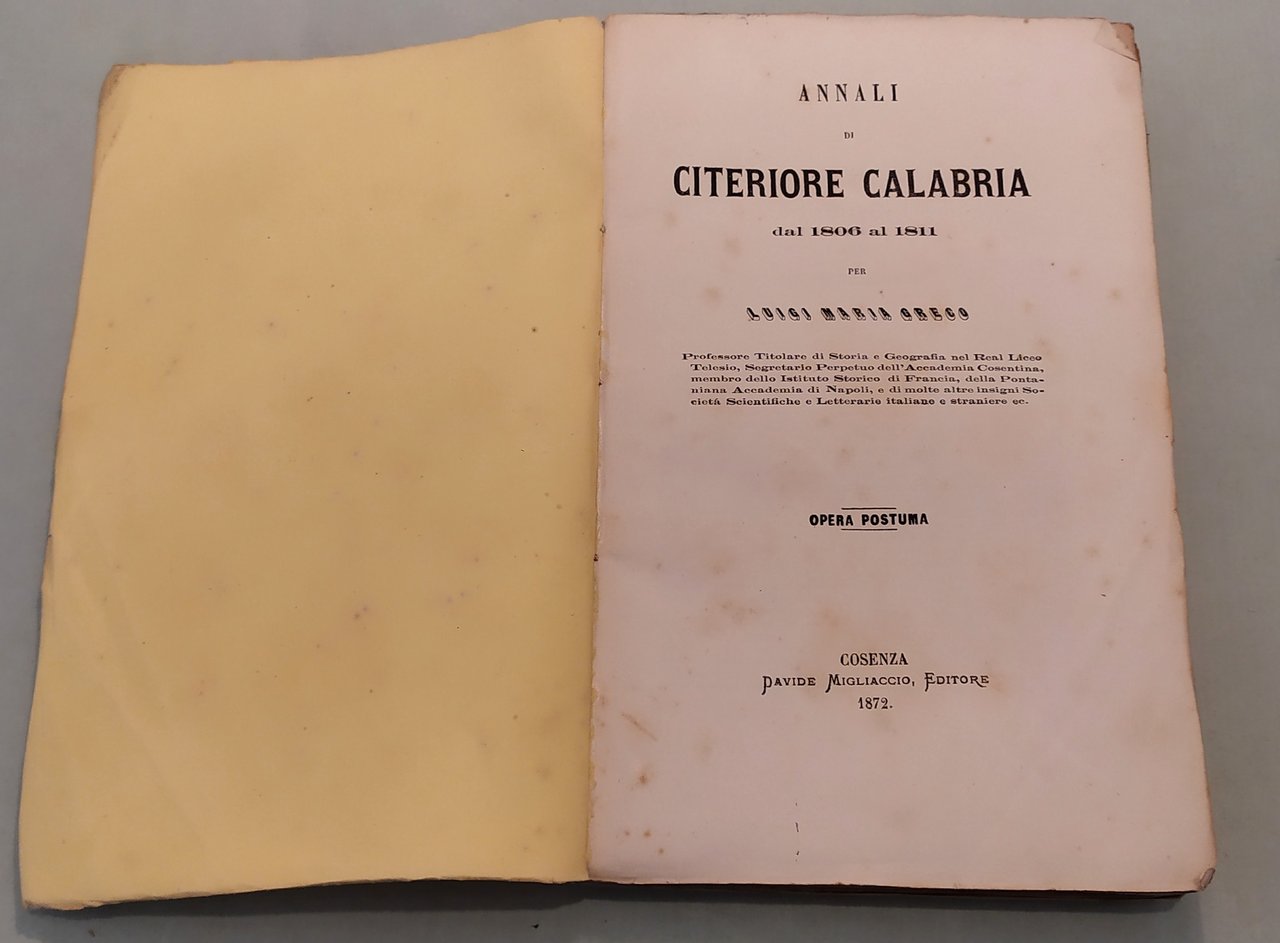 ANNALI
DI
CITERIORE CALABRIA
dal 1806 al 1811
PER
LUIGI MARIA GRECO
Professore Titolare di Storia e Geografia nel Real Liceo
Telesio, Segretario Perpetuo dell'Accademia Cosentina,
membro dello Istituto Storico di Francia, della Ponta-
niana Accademia di Napoli, e di molte altre insigni So-
cietà Scientifiche e Letterarie italiane e straniere ec.
OPERA POSTUMA
COSENZA
DAVIDE MIGLIACCIO, EDITORE
1872.